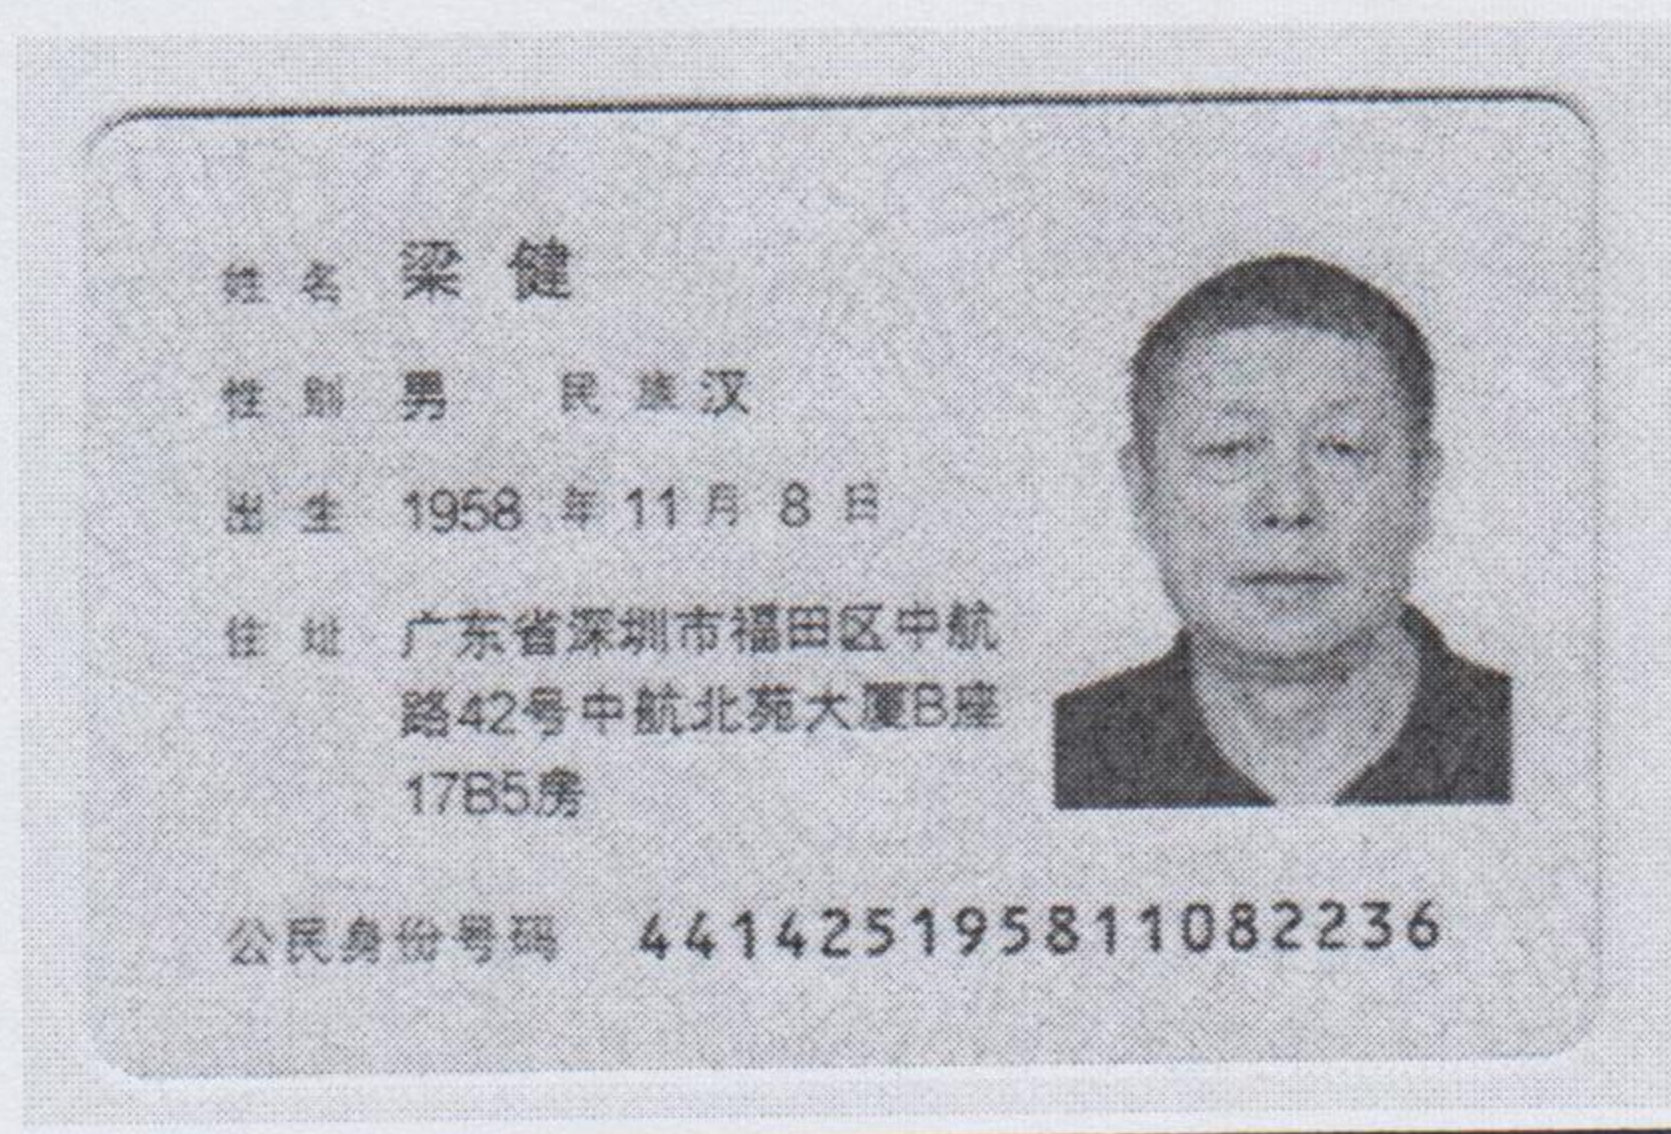 姓名 梁健
性别 男 民族 汉
出生 1958 年 11 月 8 日
住址 广东省深圳市福田区中航
路42号中航北苑大厦B座
17B5房
公民身份号码 441425195811082236